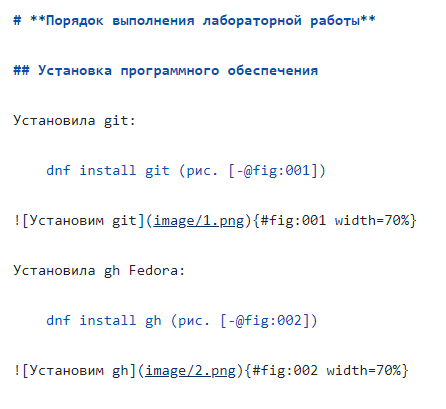 # **Порядок выполнения лабораторной работы**
## Установка программного обеспечения
Установила git:
dnf install git (рис. [-@fig:001])
![Установим git](image/1.png){#fig:001 width=70%}
Установила gh Fedora:
dnf install gh (рис. [-@fig:002])
![Установим gh](image/2.png){#fig:002 width=70%}